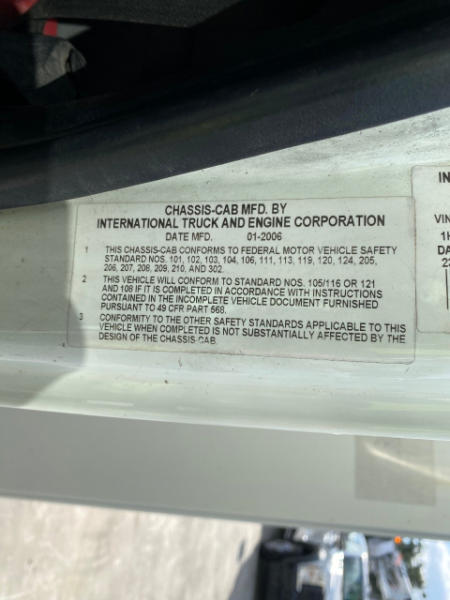 CHASSIS-CAB MFD. BY
INTERNATIONAL TRUCK AND ENGINE CORPORATION
DATE MFD. 01-2006
1 THIS CHASSIS-CAB CONFORMS TO FEDERAL MOTOR VEHICLE SAFETY
STANDARD NOS. 101, 102, 103, 104, 106, 111, 113, 119, 120, 124, 205,
206, 207, 208, 209, 210, AND 302.
2 THIS VEHICLE WILL CONFORM TO STANDARD NOS. 105/116 OR 121
AND 108 IF IT IS COMPLETED IN ACCORDANCE WITH INSTRUCTIONS
CONTAINED IN THE INCOMPLETE VEHICLE DOCUMENT FURNISHED
PURSUANT TO 49 CFR PART 568.
3 CONFORMITY TO THE OTHER SAFETY STANDARDS APPLICABLE TO THIS
VEHICLE WHEN COMPLETED IS NOT SUBSTANTIALLY AFFECTED BY THE
DESIGN OF THE CHASSIS-CAB.
IN
VIN
1H
DA